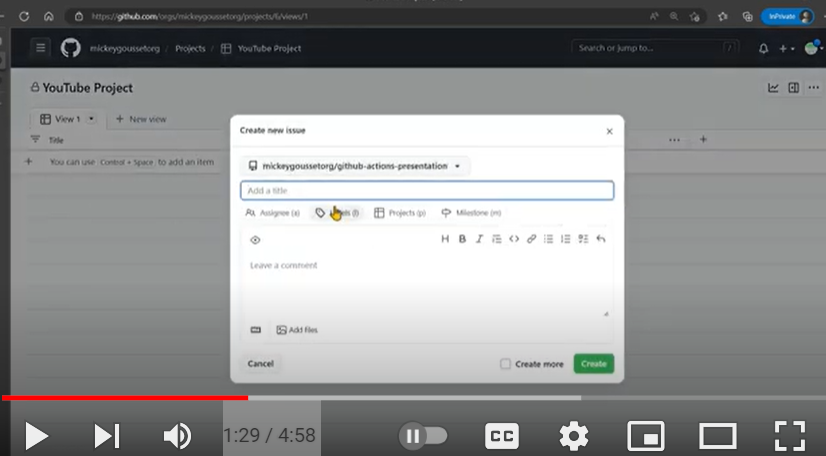 https://github.com/orgs/mickeygoussetorg/projects/6/views/1
InPrivate
mickeygoussetorg / Projects / YouTube Project
Search or jump to...
/
YouTube Project
View 1
+ New view
Title
You can use Control + Space to add an item
Create new issue
mickeygoussetorg/github-actions-presentation
Add a title
Assignee (a)
Projects (p)
Milestone (m)
H B I
Leave a comment
Add files
Cancel
Create more
Create
1:29 / 4:58
CC